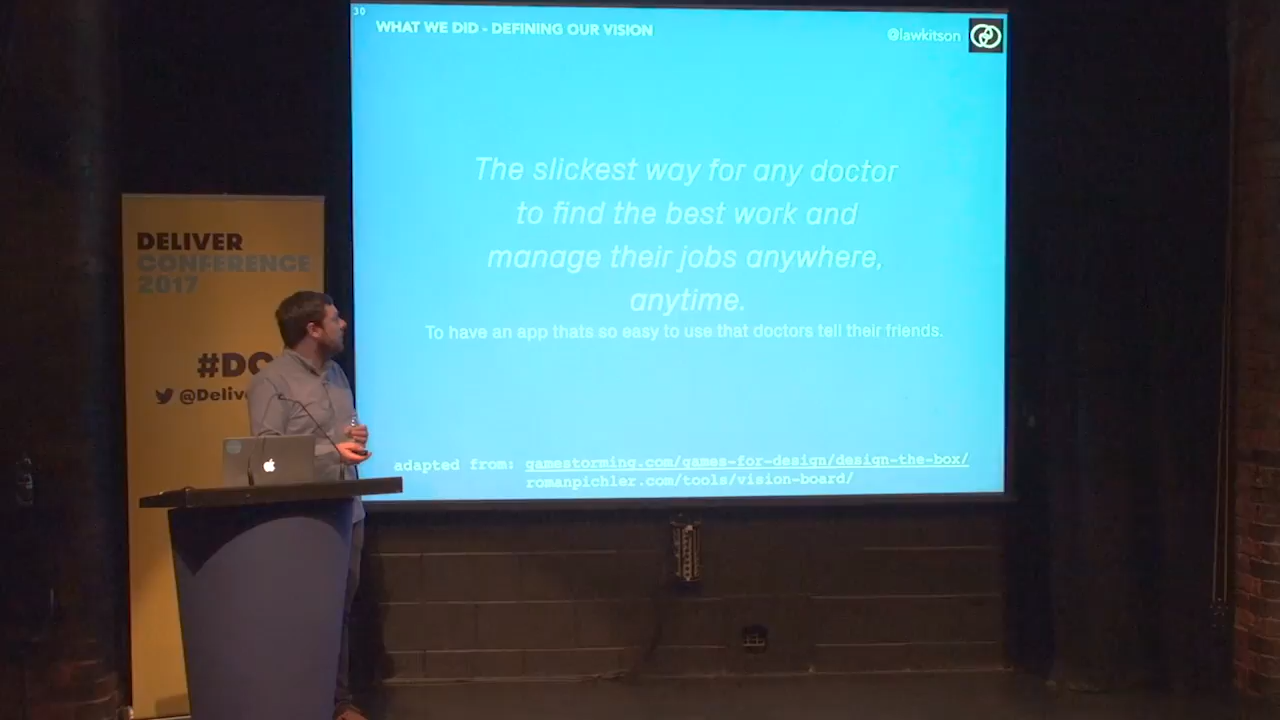 30
WHAT WE DID - DEFINING OUR VISION
@lawkitson
The slickest way for any doctor
to find the best work and
manage their jobs anywhere,
anytime.
To have an app thats so easy to use that doctors tell their friends.
adapted from: gamestorming.com/games-for-design/design-the-box/
romanpichler.com/tools/vision-board/
DELIVER
CONFERENCE
2017
#DC
@Delive